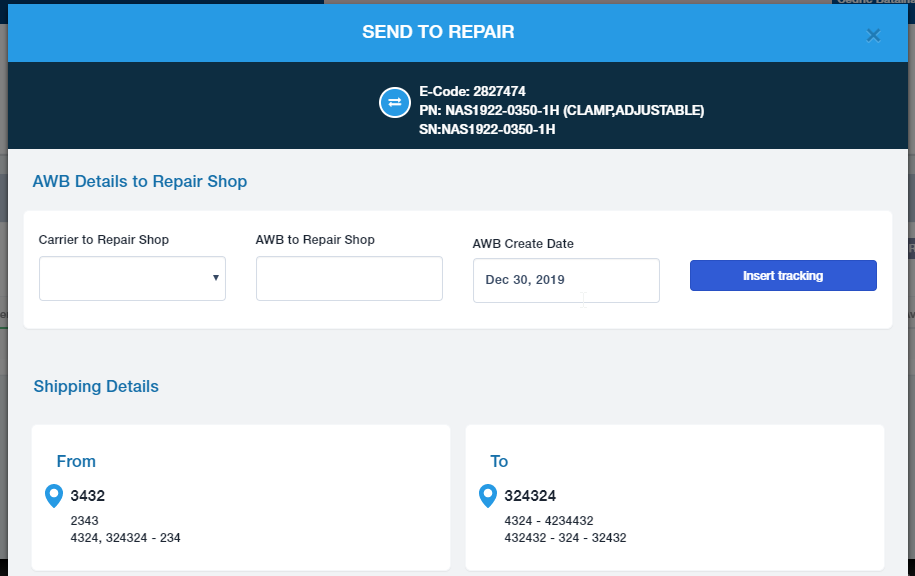 SEND TO REPAIR
E-Code: 2827474
PN: NAS1922-0350-1H (CLAMP,ADJUSTABLE)
SN:NAS1922-0350-1H
AWB Details to Repair Shop
Carrier to Repair Shop
AWB to Repair Shop
AWB Create Date
Dec 30, 2019
Insert tracking
Shipping Details
From
3432
2343
4324, 324324 - 234
To
324324
4324 - 4234432
432432 - 324 - 32432